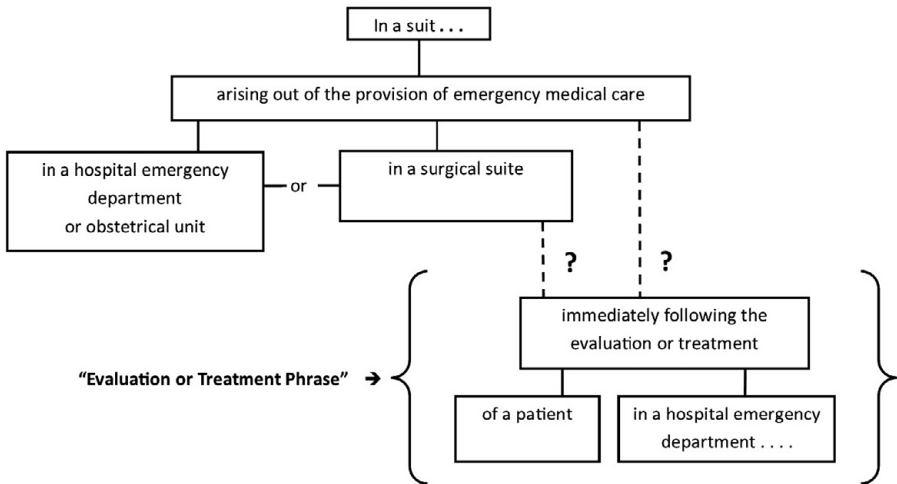 In a suit . . .
arising out of the provision of emergency medical care
in a hospital emergency
department
or obstetrical unit
or
in a surgical suite
?
?
immediately following the
evaluation or treatment
“Evaluation or Treatment Phrase” ➔
of a patient
in a hospital emergency
department . . . .